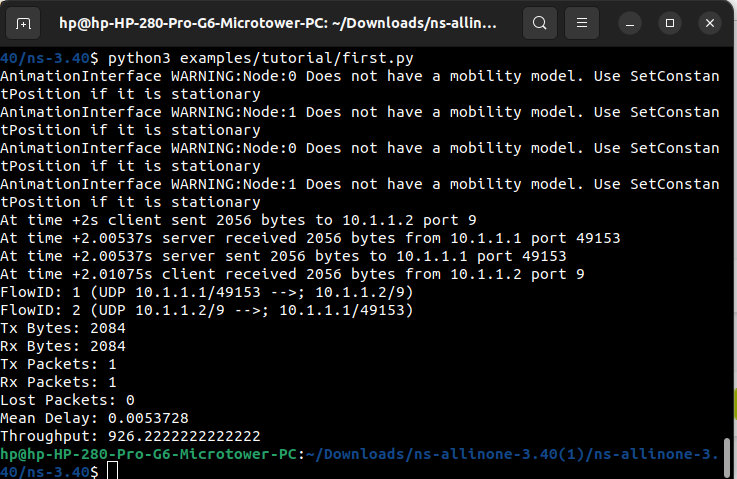 hp@hp-HP-280-Pro-G6-Microtower-PC: ~/Downloads/ns-allin...
40/ns-3.40$ python3 examples/tutorial/first.py
AnimationInterface WARNING:Node:0 Does not have a mobility model. Use SetConstan
tPosition if it is stationary
AnimationInterface WARNING:Node:1 Does not have a mobility model. Use SetConstan
tPosition if it is stationary
AnimationInterface WARNING:Node:0 Does not have a mobility model. Use SetConstan
tPosition if it is stationary
AnimationInterface WARNING:Node:1 Does not have a mobility model. Use SetConstan
tPosition if it is stationary
At time +2s client sent 2056 bytes to 10.1.1.2 port 9
At time +2.00537s server received 2056 bytes from 10.1.1.1 port 49153
At time +2.00537s server sent 2056 bytes to 10.1.1.1 port 49153
At time +2.01075s client received 2056 bytes from 10.1.1.2 port 9
FlowID: 1 (UDP 10.1.1.1/49153 -->; 10.1.1.2/9)
FlowID: 2 (UDP 10.1.1.2/9 -->; 10.1.1.1/49153)
Tx Bytes: 2084
Rx Bytes: 2084
Tx Packets: 1
Rx Packets: 1
Lost Packets: 0
Mean Delay: 0.0053728
Throughput: 926.2222222222222
hp@hp-HP-280-Pro-G6-Microtower-PC:~/Downloads/ns-allinone-3.40(1)/ns-allinone-3.
40/ns-3.40$